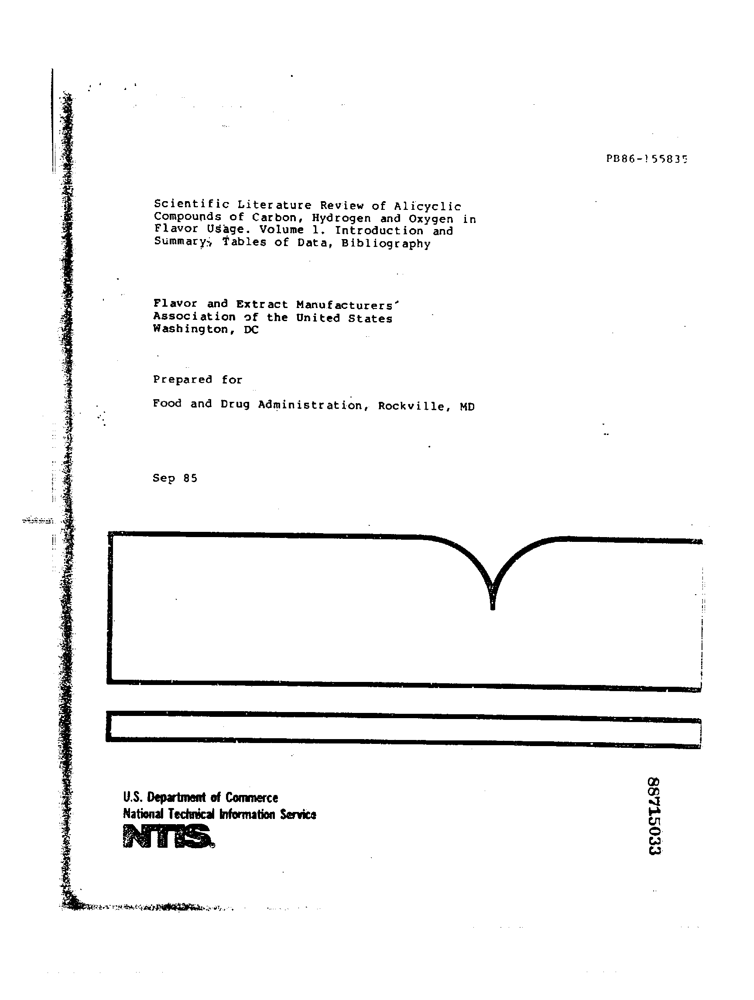 PB86-155835
Scientific Literature Review of Alicyclic
Compounds of Carbon, Hydrogen and Oxygen in
Flavor Usage. Volume 1. Introduction and
Summary, Tables of Data, Bibliography
Flavor and Extract Manufacturers'
Association of the United States
Washington, DC
Prepared for
Food and Drug Administration, Rockville, MD
Sep 85
U.S. Department of Commerce
National Technical Information Service
NTIS
88715033